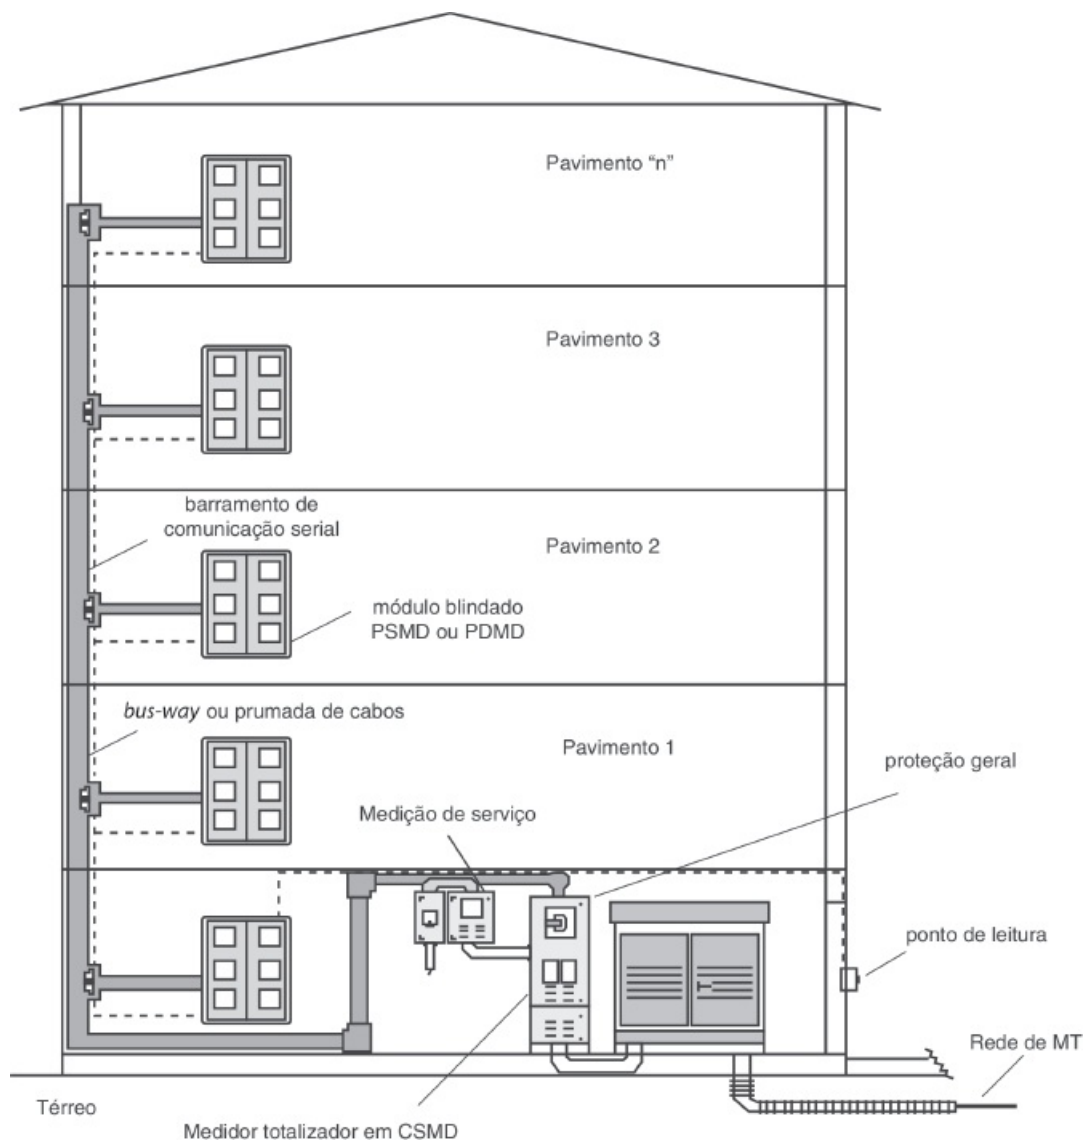 Pavimento “n”
Pavimento 3
barramento de
comunicação serial
Pavimento 2
módulo blindado
PSMD ou PDMD
bus-way ou prumada de cabos
Pavimento 1
proteção geral
Medição de serviço
ponto de leitura
Rede de MT
Térreo
Medidor totalizador em CSMD